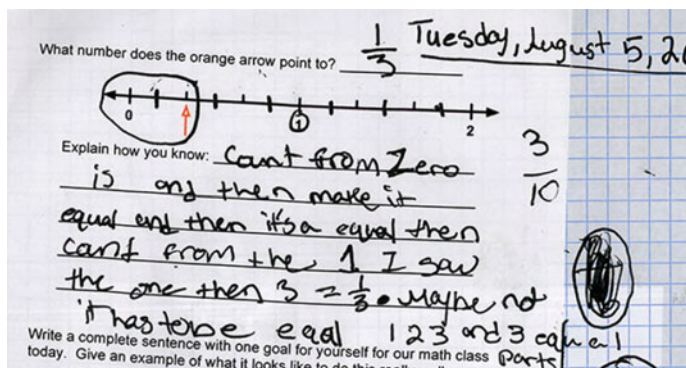 1/3 Tuesday, August 5, 20
What number does the orange arrow point to?
0 1 2
Explain how you know: Cant from Zero
3/10
is and then make it
equal and then it's a equal then
cant from the 1 I saw
the one then 3 = 1/3. Maybe not
it has to be eqal 1 2 3 and 3 equal
parts
Write a complete sentence with one goal for yourself for our math class
today. Give an example of what it looks like to do this